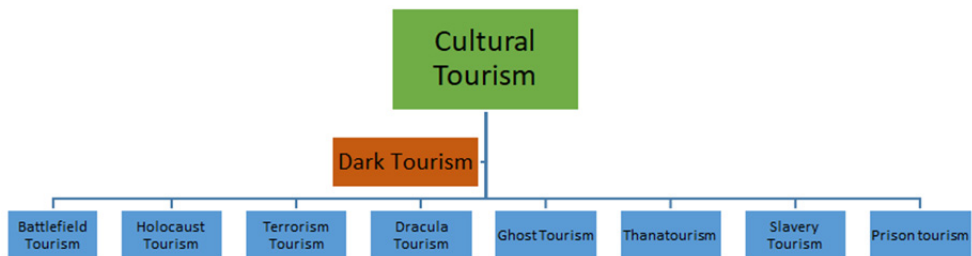 Cultural
Tourism
Dark Tourism
Battlefield
Tourism
Holocaust
Tourism
Terrorism
Tourism
Dracula
Tourism
Ghost Tourism
Thanatourism
Slavery
Tourism
Prison tourism